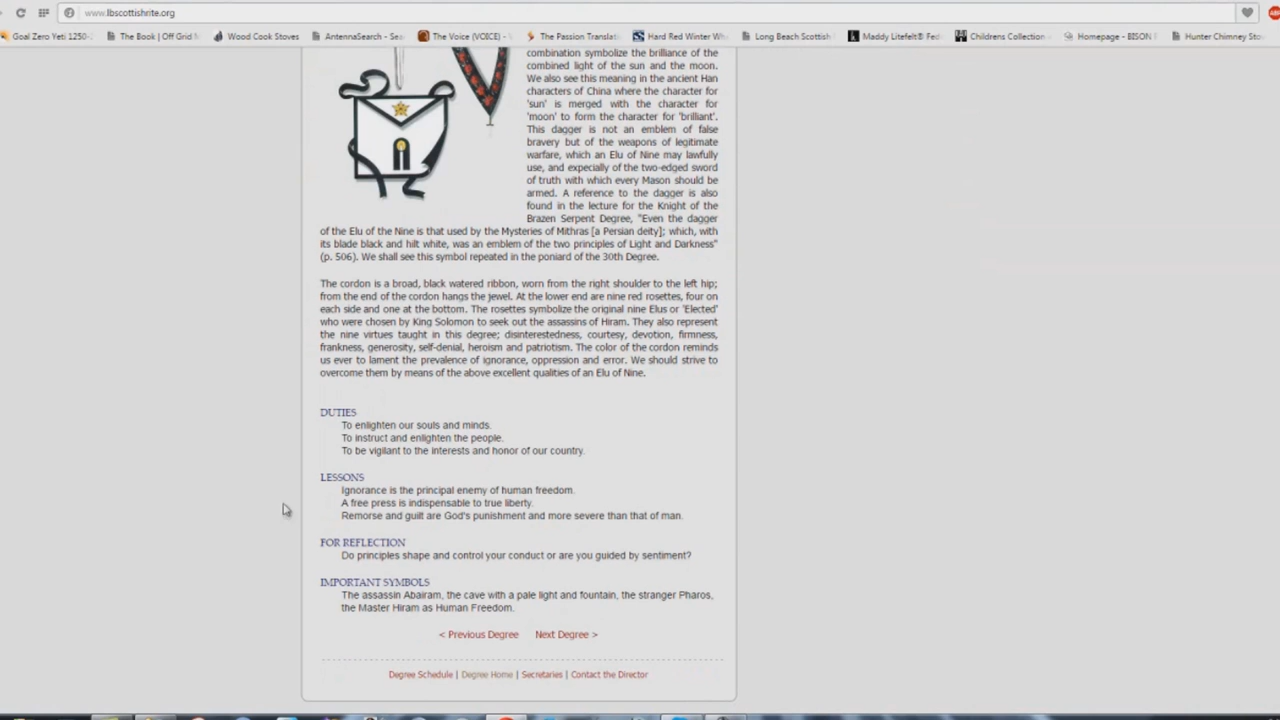 www.lbscottishrite.org
Goal Zero Yeti 1250- The Book | Off Grid Wood Cook Stoves AntennaSearch - Sea The Voice (VOICE) - The Passion Translati Hard Red Winter Wh Long Beach Scottish Maddy Litefelt® Fed Childrens Collection Homepage - BISON Hunter Chimney Sto
combination symbolize the brilliance of the
combined light of the sun and the moon.
We also see this meaning in the ancient Han
characters of China where the character for
'sun' is merged with the character for
'moon' to form the character for 'brilliant'.
This dagger is not an emblem of false
bravery but of the weapons of legitimate
warfare, which an Elu of Nine may lawfully
use, and expecially of the two-edged sword
of truth with which every Mason should be
armed. A reference to the dagger is also
found in the lecture for the Knight of the
Brazen Serpent Degree, "Even the dagger
of the Elu of the Nine is that used by the Mysteries of Mithras [a Persian deity]; which, with
its blade black and hilt white, was an emblem of the two principles of Light and Darkness"
(p. 506). We shall see this symbol repeated in the poniard of the 30th Degree.
The cordon is a broad, black watered ribbon, worn from the right shoulder to the left hip;
from the end of the cordon hangs the jewel. At the lower end are nine red rosettes, four on
each side and one at the bottom. The rosettes symbolize the original nine Elus or 'Elected'
who were chosen by King Solomon to seek out the assassins of Hiram. They also represent
the nine virtues taught in this degree; disinterestedness, courtesy, devotion, firmness,
frankness, generosity, self-denial, heroism and patriotism. The color of the cordon reminds
us ever to lament the prevalence of ignorance, oppression and error. We should strive to
overcome them by means of the above excellent qualities of an Elu of Nine.
DUTIES
To enlighten our souls and minds.
To instruct and enlighten the people.
To be vigilant to the interests and honor of our country.
LESSONS
Ignorance is the principal enemy of human freedom.
A free press is indispensable to true liberty.
Remorse and guilt are God's punishment and more severe than that of man.
FOR REFLECTION
Do principles shape and control your conduct or are you guided by sentiment?
IMPORTANT SYMBOLS
The assassin Abairam, the cave with a pale light and fountain, the stranger Pharos,
the Master Hiram as Human Freedom.
< Previous Degree Next Degree >
Degree Schedule | Degree Home | Secretaries | Contact the Director